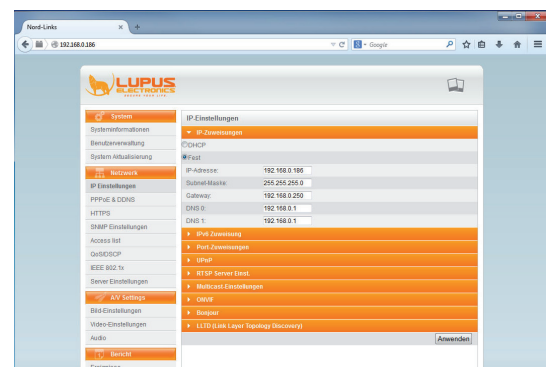 Nord-Links
192.168.0.186
Google
LUPUS
ELECTRONICS
System
Systeminformationen
Benutzerverwaltung
System Aktualisierung
Netzwerk
IP Einstellungen
PPPoE & DDNS
HTTPS
SNMP Einstellungen
Access list
QoS/DSCP
IEEE 802.1x
Server Einstellungen
A/V Settings
Bild-Einstellungen
Video-Einstellungen
Audio
Bericht
Ereignisse
IP-Einstellungen
IP-Zuweisungen
DHCP
Fest
IP-Adresse: 192.168.0.186
Subnet-Maske: 255.255.255.0
Gateway: 192.168.0.250
DNS 0: 192.168.0.1
DNS 1: 192.168.0.1
IPv6 Zuweisung
Port-Zuweisungen
UPnP
RTSP Server Einst.
Multicast-Einstellungen
ONVIF
Bonjour
LLTD (Link Layer Topology Discovery)
Anwenden